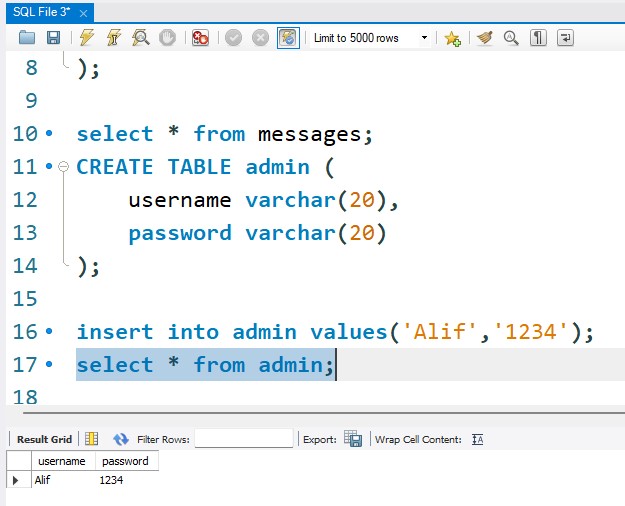 SQL File 3*
Limit to 5000 rows
8 );
9
10 select * from messages;
11 CREATE TABLE admin (
12 username varchar(20),
13 password varchar(20)
14 );
15
16 insert into admin values('Alif','1234');
17 select * from admin;
18
Result Grid Filter Rows: Export: Wrap Cell Content: IA
username password
Alif 1234